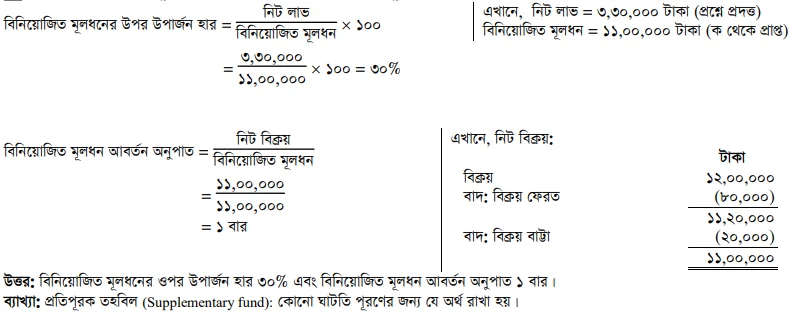 বিনিয়োজিত মূলধনের উপর উপার্জন হার = নিট লাভ / বিনিয়োজিত মূলধন × ১০০
= ৩,৩০,০০০ / ১১,০০,০০০ × ১০০ = ৩০%
এখানে, নিট লাভ = ৩,৩০,০০০ টাকা (প্রশ্নে প্রদত্ত)
বিনিয়োজিত মূলধন = ১১,০০,০০০ টাকা (ক থেকে প্রাপ্ত)
বিনিয়োজিত মূলধন আবর্তন অনুপাত = নিট বিক্রয় / বিনিয়োজিত মূলধন
= ১১,০০,০০০ / ১১,০০,০০০
= ১ বার
এখানে, নিট বিক্রয়:
টাকা
বিক্রয় ১২,০০,০০০
বাদ: বিক্রয় ফেরত (৮০,০০০)
১১,২০,০০০
বাদ: বিক্রয় বাট্টা (২০,০০০)
১১,০০,০০০
উত্তর: বিনিয়োজিত মূলধনের ওপর উপার্জন হার ৩০% এবং বিনিয়োজিত মূলধন আবর্তন অনুপাত ১ বার।
ব্যাখ্যা: প্রতিপূরক তহবিল (Supplementary fund): কোনো ঘাটতি পূরণের জন্য যে অর্থ রাখা হয়।